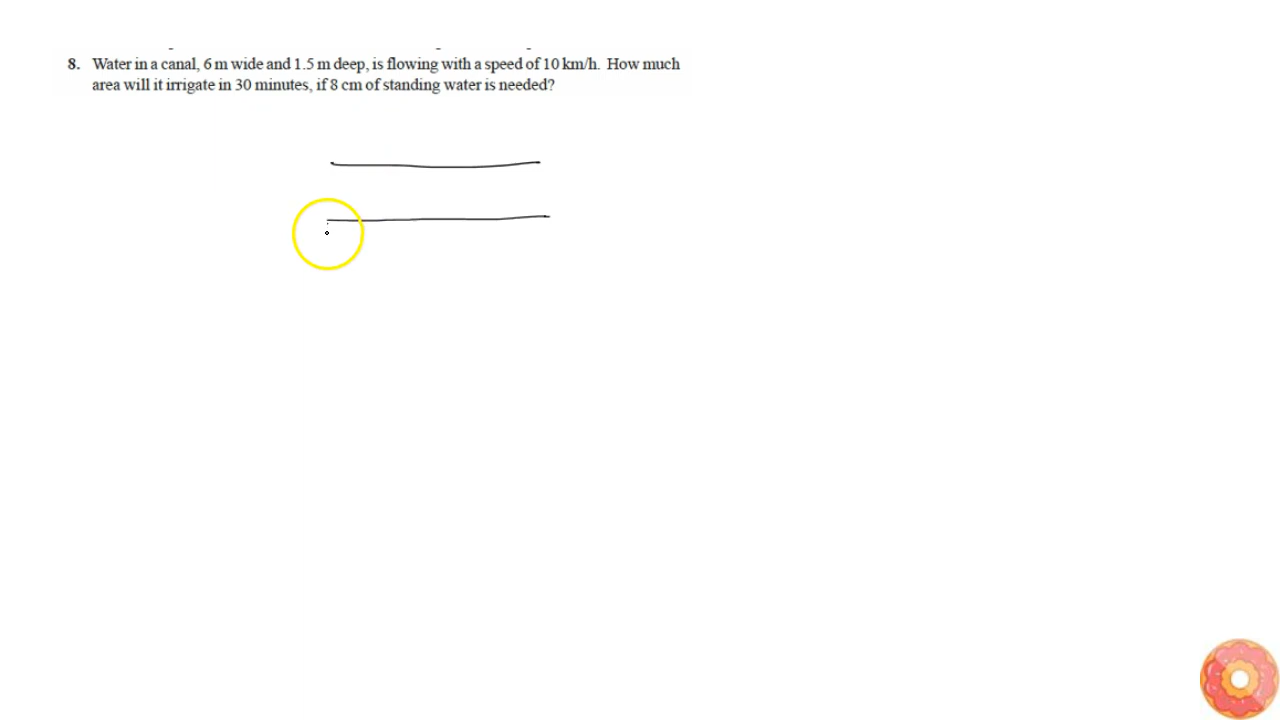 8. Water in a canal, 6 m wide and 1.5 m deep, is flowing with a speed of 10 km/h. How much
area will it irrigate in 30 minutes, if 8 cm of standing water is needed?